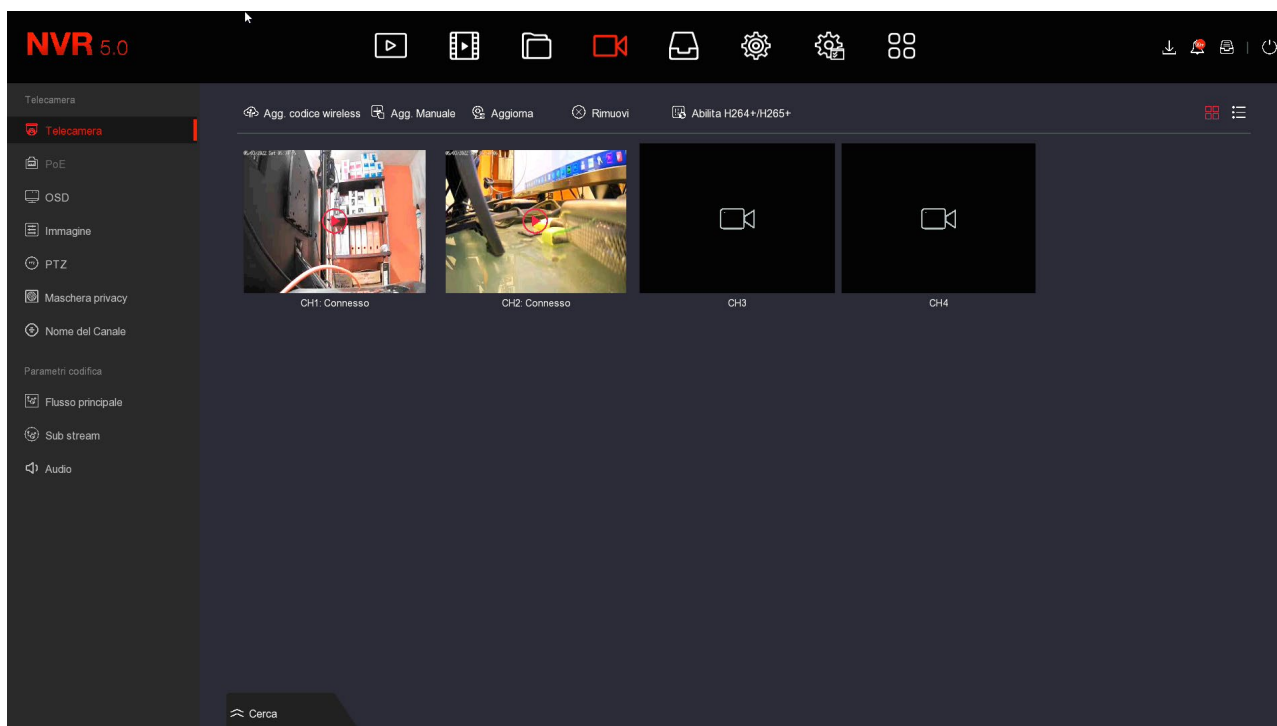 NVR 5.0
Telecamera
Telecamera
PoE
OSD
Immagine
PTZ
Maschera privacy
Nome del Canale
Parametri codifica
Flusso principale
Sub stream
Audio
Agg. codice wireless Agg. Manuale Aggiorna Rimuovi Abilita H264+/H265+
CH1: Connesso CH2: Connesso CH3 CH4
Cerca